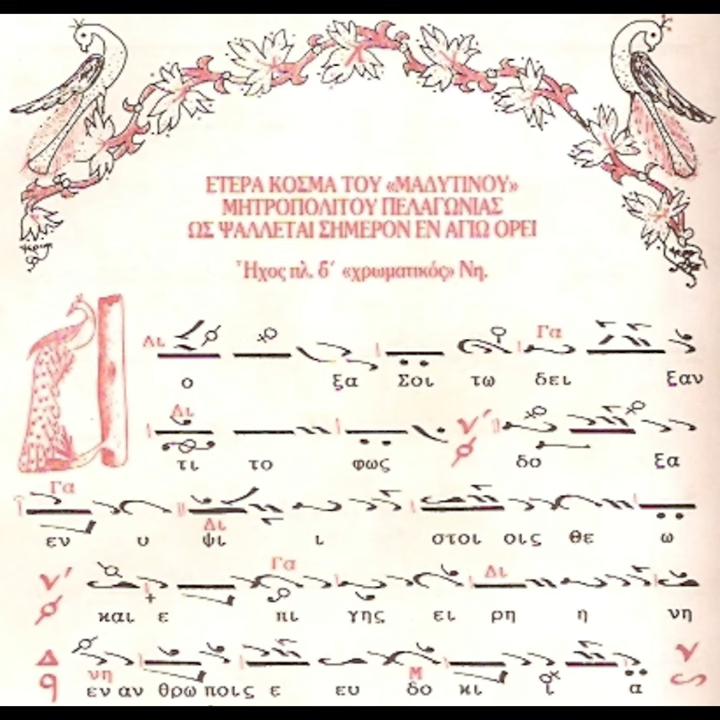 ΕΤΕΡΑ ΚΟΣΜΑ ΤΟΥ «ΜΑΔΥΤΙΝΟΥ»
ΜΗΤΡΟΠΟΛΙΤΟΥ ΠΕΛΑΓΩΝΙΑΣ
ΩΣ ΨΑΛΛΕΤΑΙ ΣΗΜΕΡΟΝ ΕΝ ΑΓΙΩ ΟΡΕΙ
Ἦχος πλ. δ΄ «χρωματικός» Νη.
Δι Γα
Δ ο ξα Σοι τω δει ξαν
Δι ν΄
τι το φως δο ξα
Γα Δι
εν υ ψι ι στοι οις θε ω
ν΄ Γα Δι
και ε πι γης ει ρη η νη
Δ νη Μ ν
εν αν θρω ποις ε ευ δο κι ι α